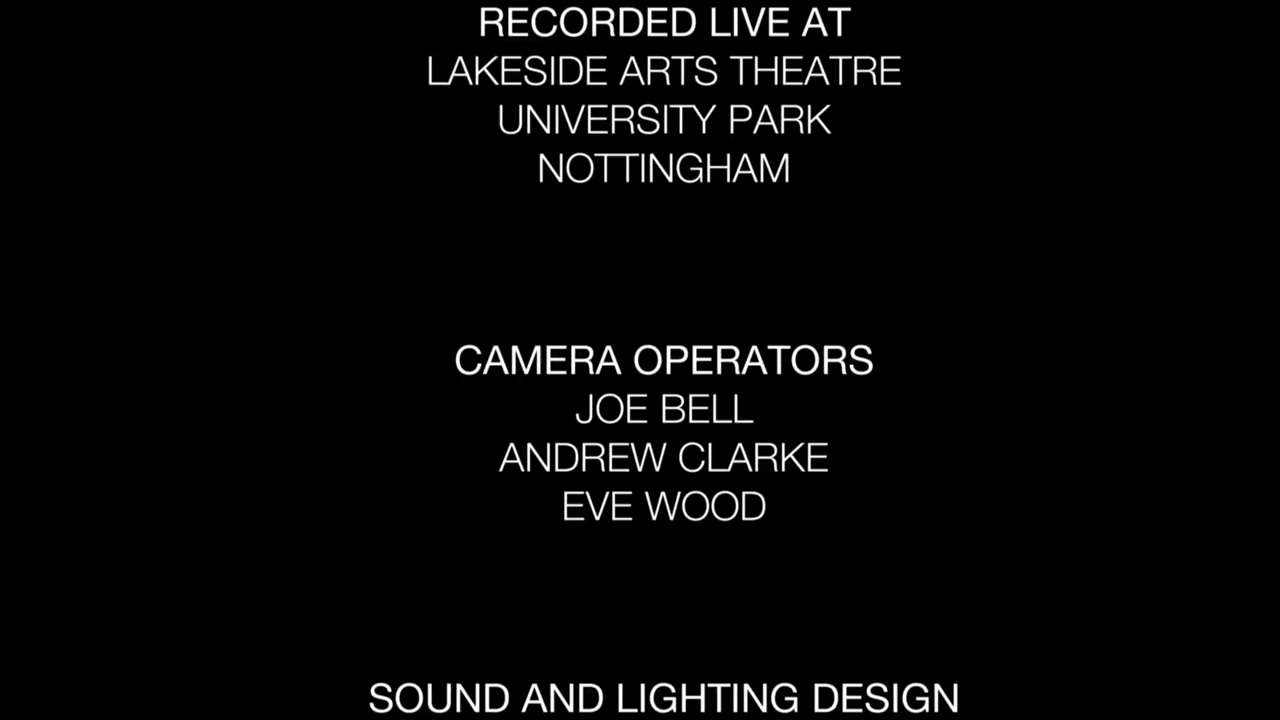 RECORDED LIVE AT
LAKESIDE ARTS THEATRE
UNIVERSITY PARK
NOTTINGHAM
CAMERA OPERATORS
JOE BELL
ANDREW CLARKE
EVE WOOD
SOUND AND LIGHTING DESIGN